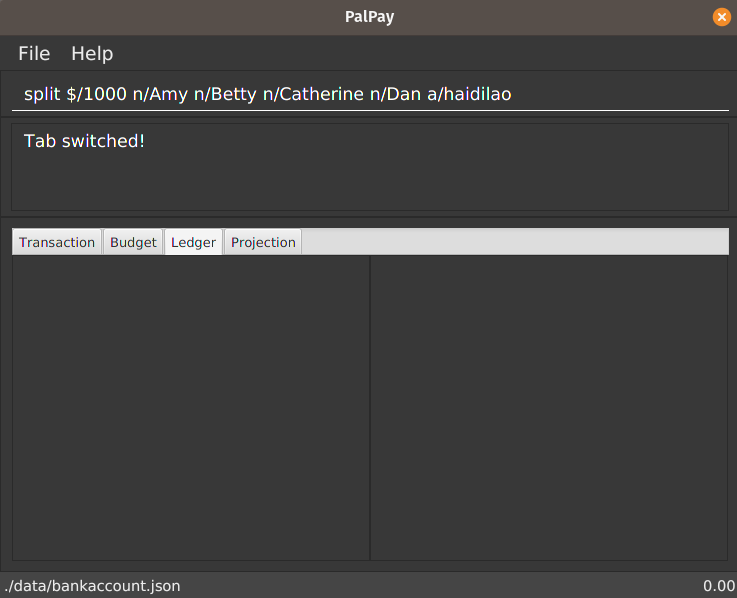 PalPay
File Help
split $/1000 n/Amy n/Betty n/Catherine n/Dan a/haidilao
Tab switched!
Transaction Budget Ledger Projection
./data/bankaccount.json 0.00